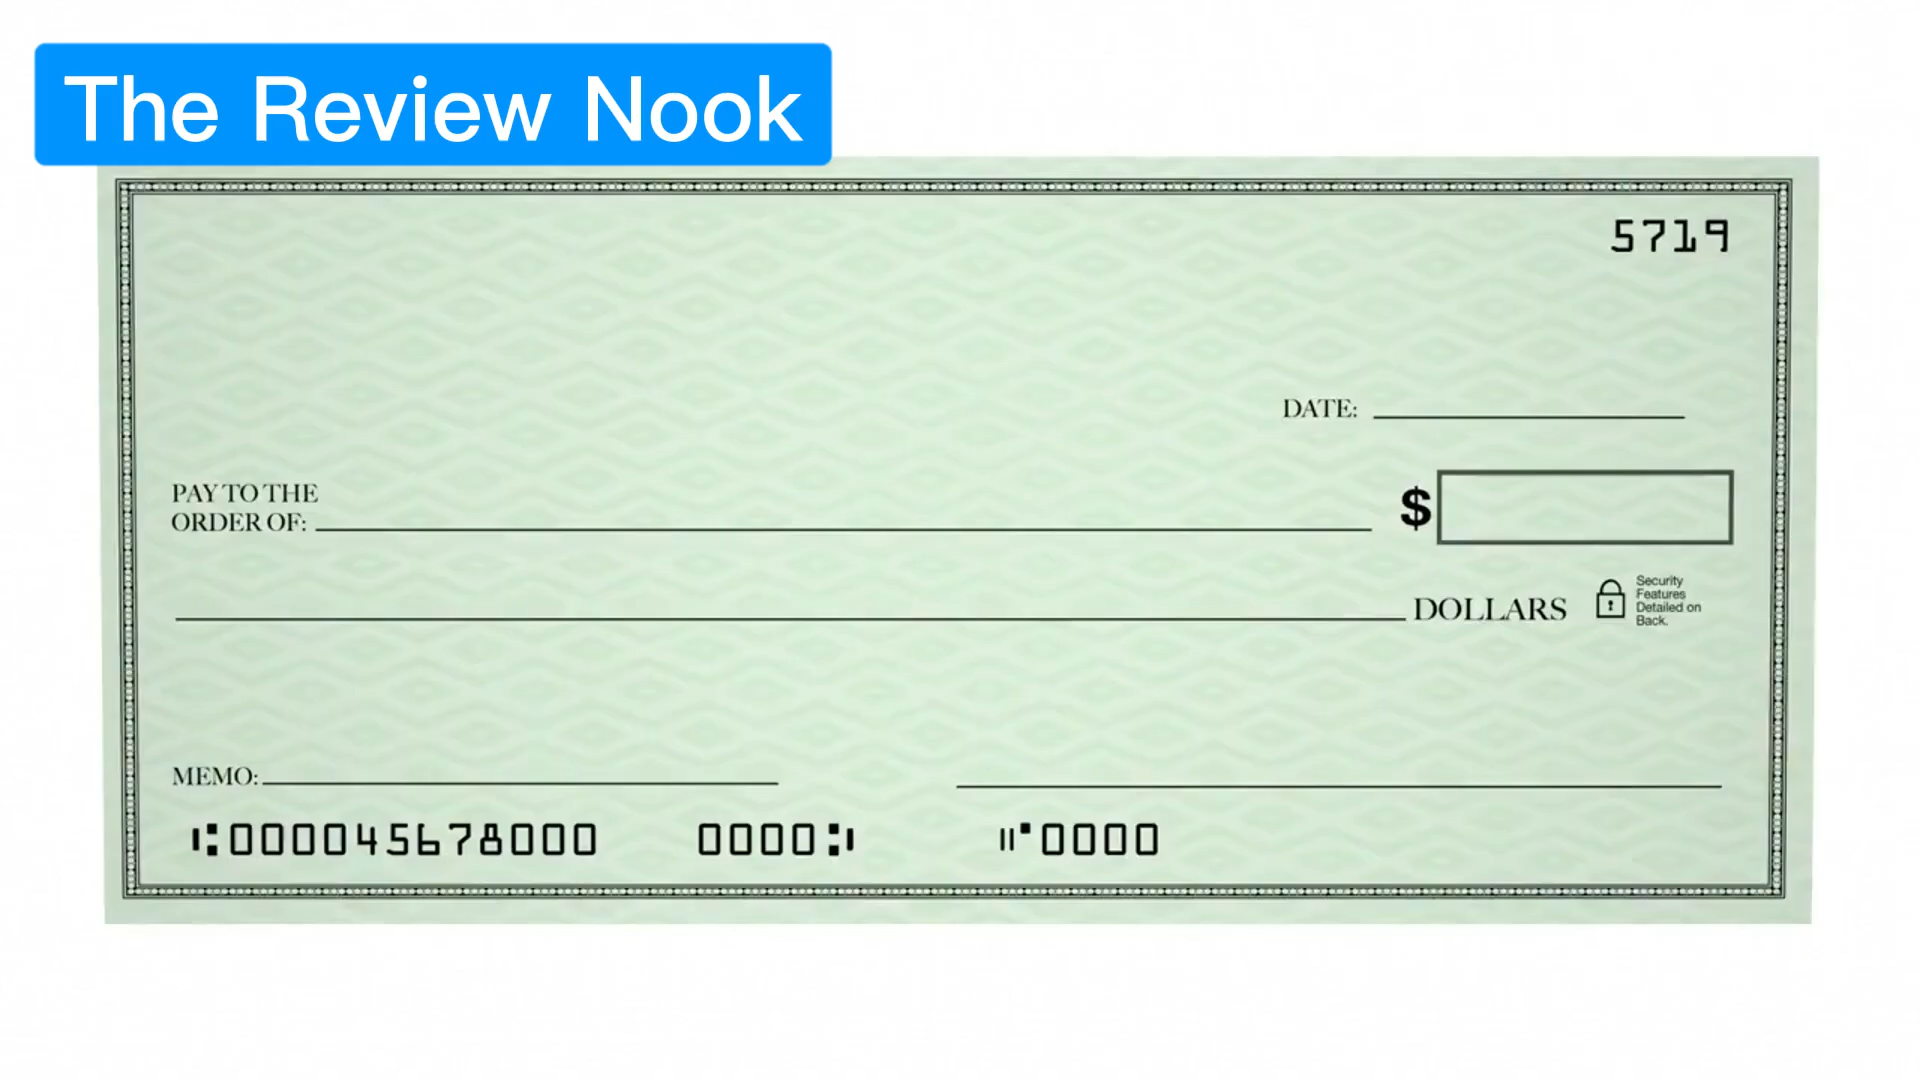 The Review Nook
5719
DATE:
PAY TO THE
ORDER OF:
$
DOLLARS
Security
Features
Detailed on
Back.
MEMO:
⑆000045678000 0000⑆ ⑈0000